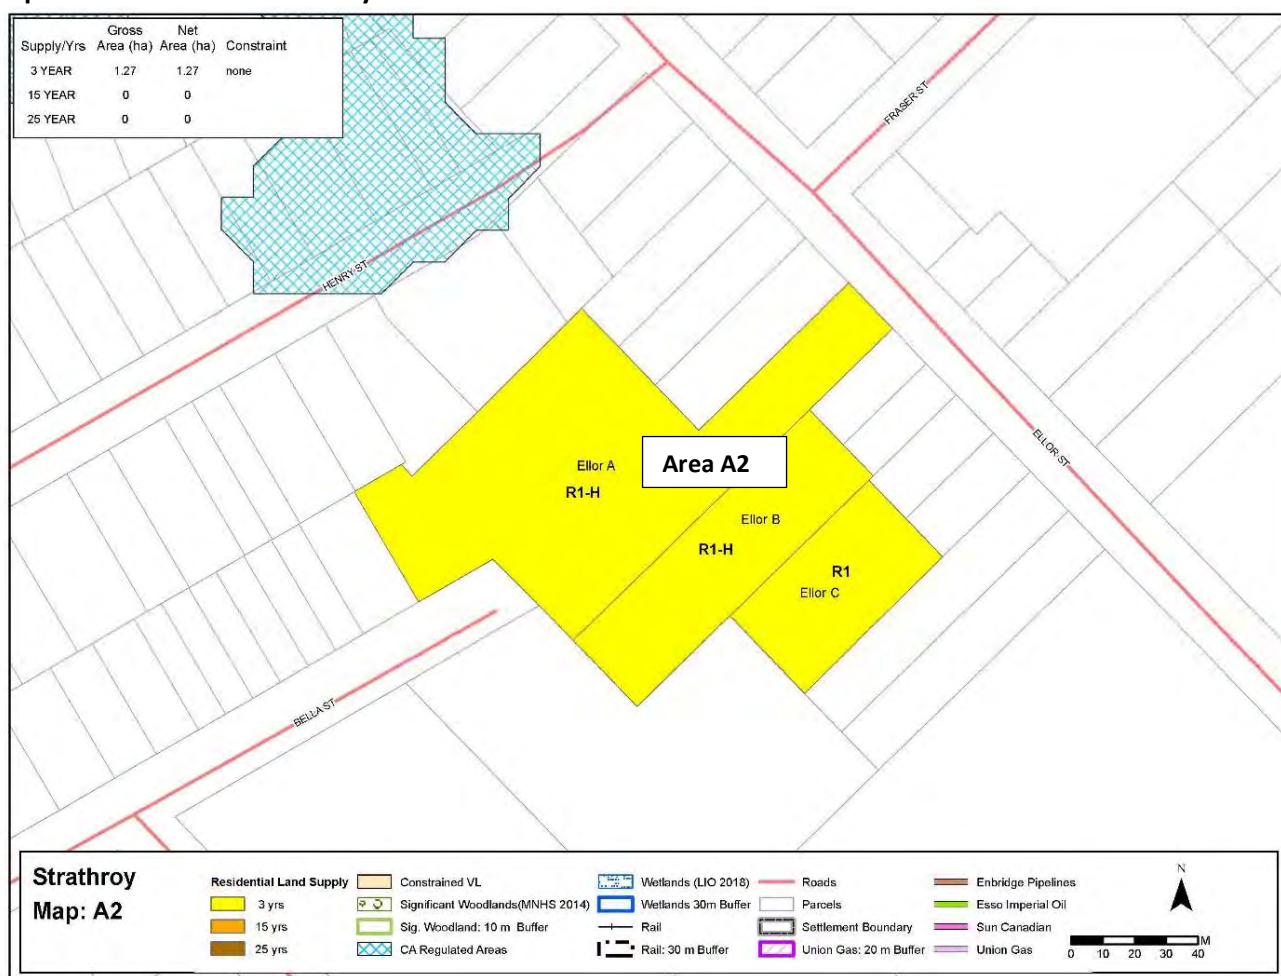 Gross Net
Supply/Yrs Area (ha) Area (ha) Constraint
3 YEAR 1.27 1.27 none
15 YEAR 0 0
25 YEAR 0 0
FRASER ST
HENRY ST
ELLOR ST
Ellor A
R1-H
Area A2
Ellor B
R1-H
R1
Ellor C
BELLA ST
Strathroy
Map: A2
Residential Land Supply
3 yrs
15 yrs
25 yrs
Constrained VL
Significant Woodlands(MNHS 2014)
Sig. Woodland: 10 m Buffer
CA Regulated Areas
Wetlands (LIO 2018)
Wetlands 30m Buffer
Rail
Rail: 30 m Buffer
Roads
Parcels
Settlement Boundary
Union Gas: 20 m Buffer
Enbridge Pipelines
Esso Imperial Oil
Sun Canadian
Union Gas
N
M
0 10 20 30 40